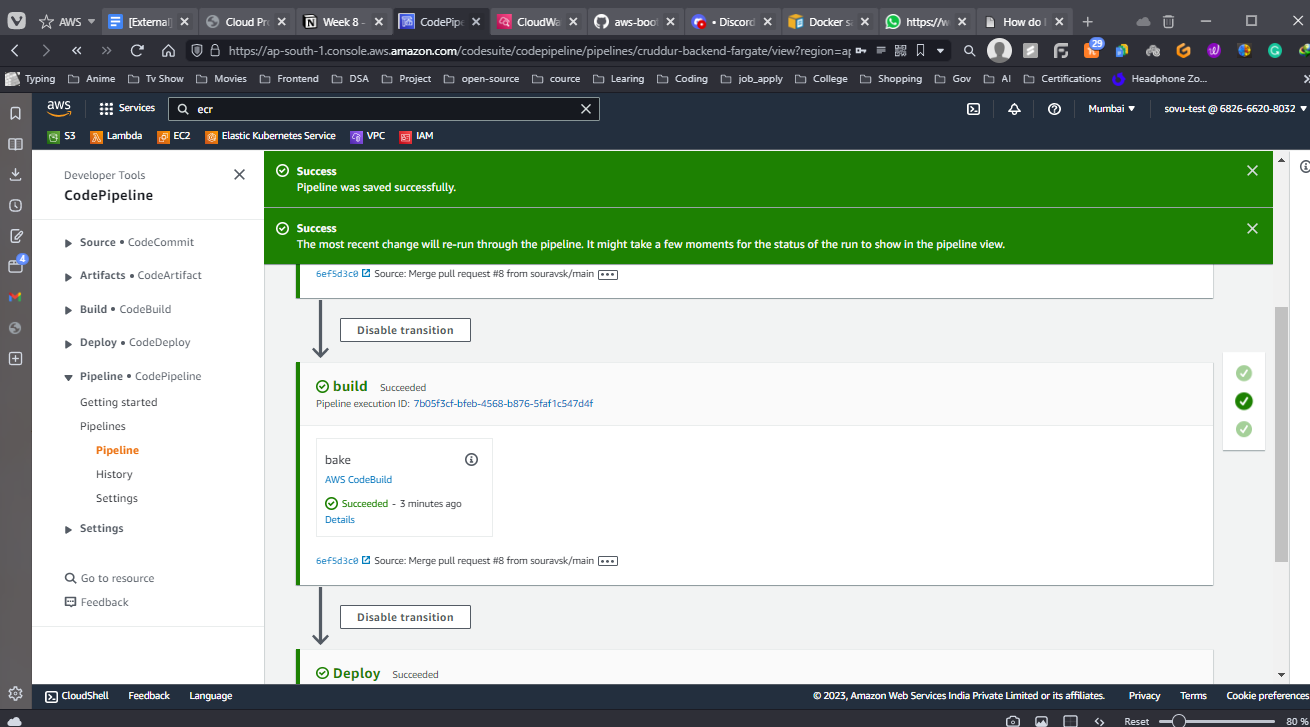 AWS
[External]
Cloud Pr
Week 8 -
CodePipe
CloudWa
aws-boot
• Discord
Docker sa
https://w
How do
https://ap-south-1.console.aws.amazon.com/codesuite/codepipeline/pipelines/cruddur-backend-fargate/view?region=ap
29
Typing
Anime
Tv Show
Movies
Frontend
DSA
Project
open-source
cource
Learing
Coding
job_apply
College
Shopping
Gov
AI
Certifications
Headphone Zo...
aws
Services
ecr
Mumbai
sovu-test @ 6826-6620-8032
S3
Lambda
EC2
Elastic Kubernetes Service
VPC
IAM
4
Developer Tools
CodePipeline
Source • CodeCommit
Artifacts • CodeArtifact
Build • CodeBuild
Deploy • CodeDeploy
Pipeline • CodePipeline
Getting started
Pipelines
Pipeline
History
Settings
Settings
Go to resource
Feedback
Success
Pipeline was saved successfully.
Success
The most recent change will re-run through the pipeline. It might take a few moments for the status of the run to show in the pipeline view.
6ef5d3c0 Source: Merge pull request #8 from souravsk/main
Disable transition
build Succeeded
Pipeline execution ID: 7b05f3cf-bfeb-4568-b876-5faf1c547d4f
bake
AWS CodeBuild
Succeeded - 3 minutes ago
Details
6ef5d3c0 Source: Merge pull request #8 from souravsk/main
Disable transition
Deploy Succeeded
CloudShell
Feedback
Language
© 2023, Amazon Web Services India Private Limited or its affiliates.
Privacy
Terms
Cookie preferences
Reset
80 %